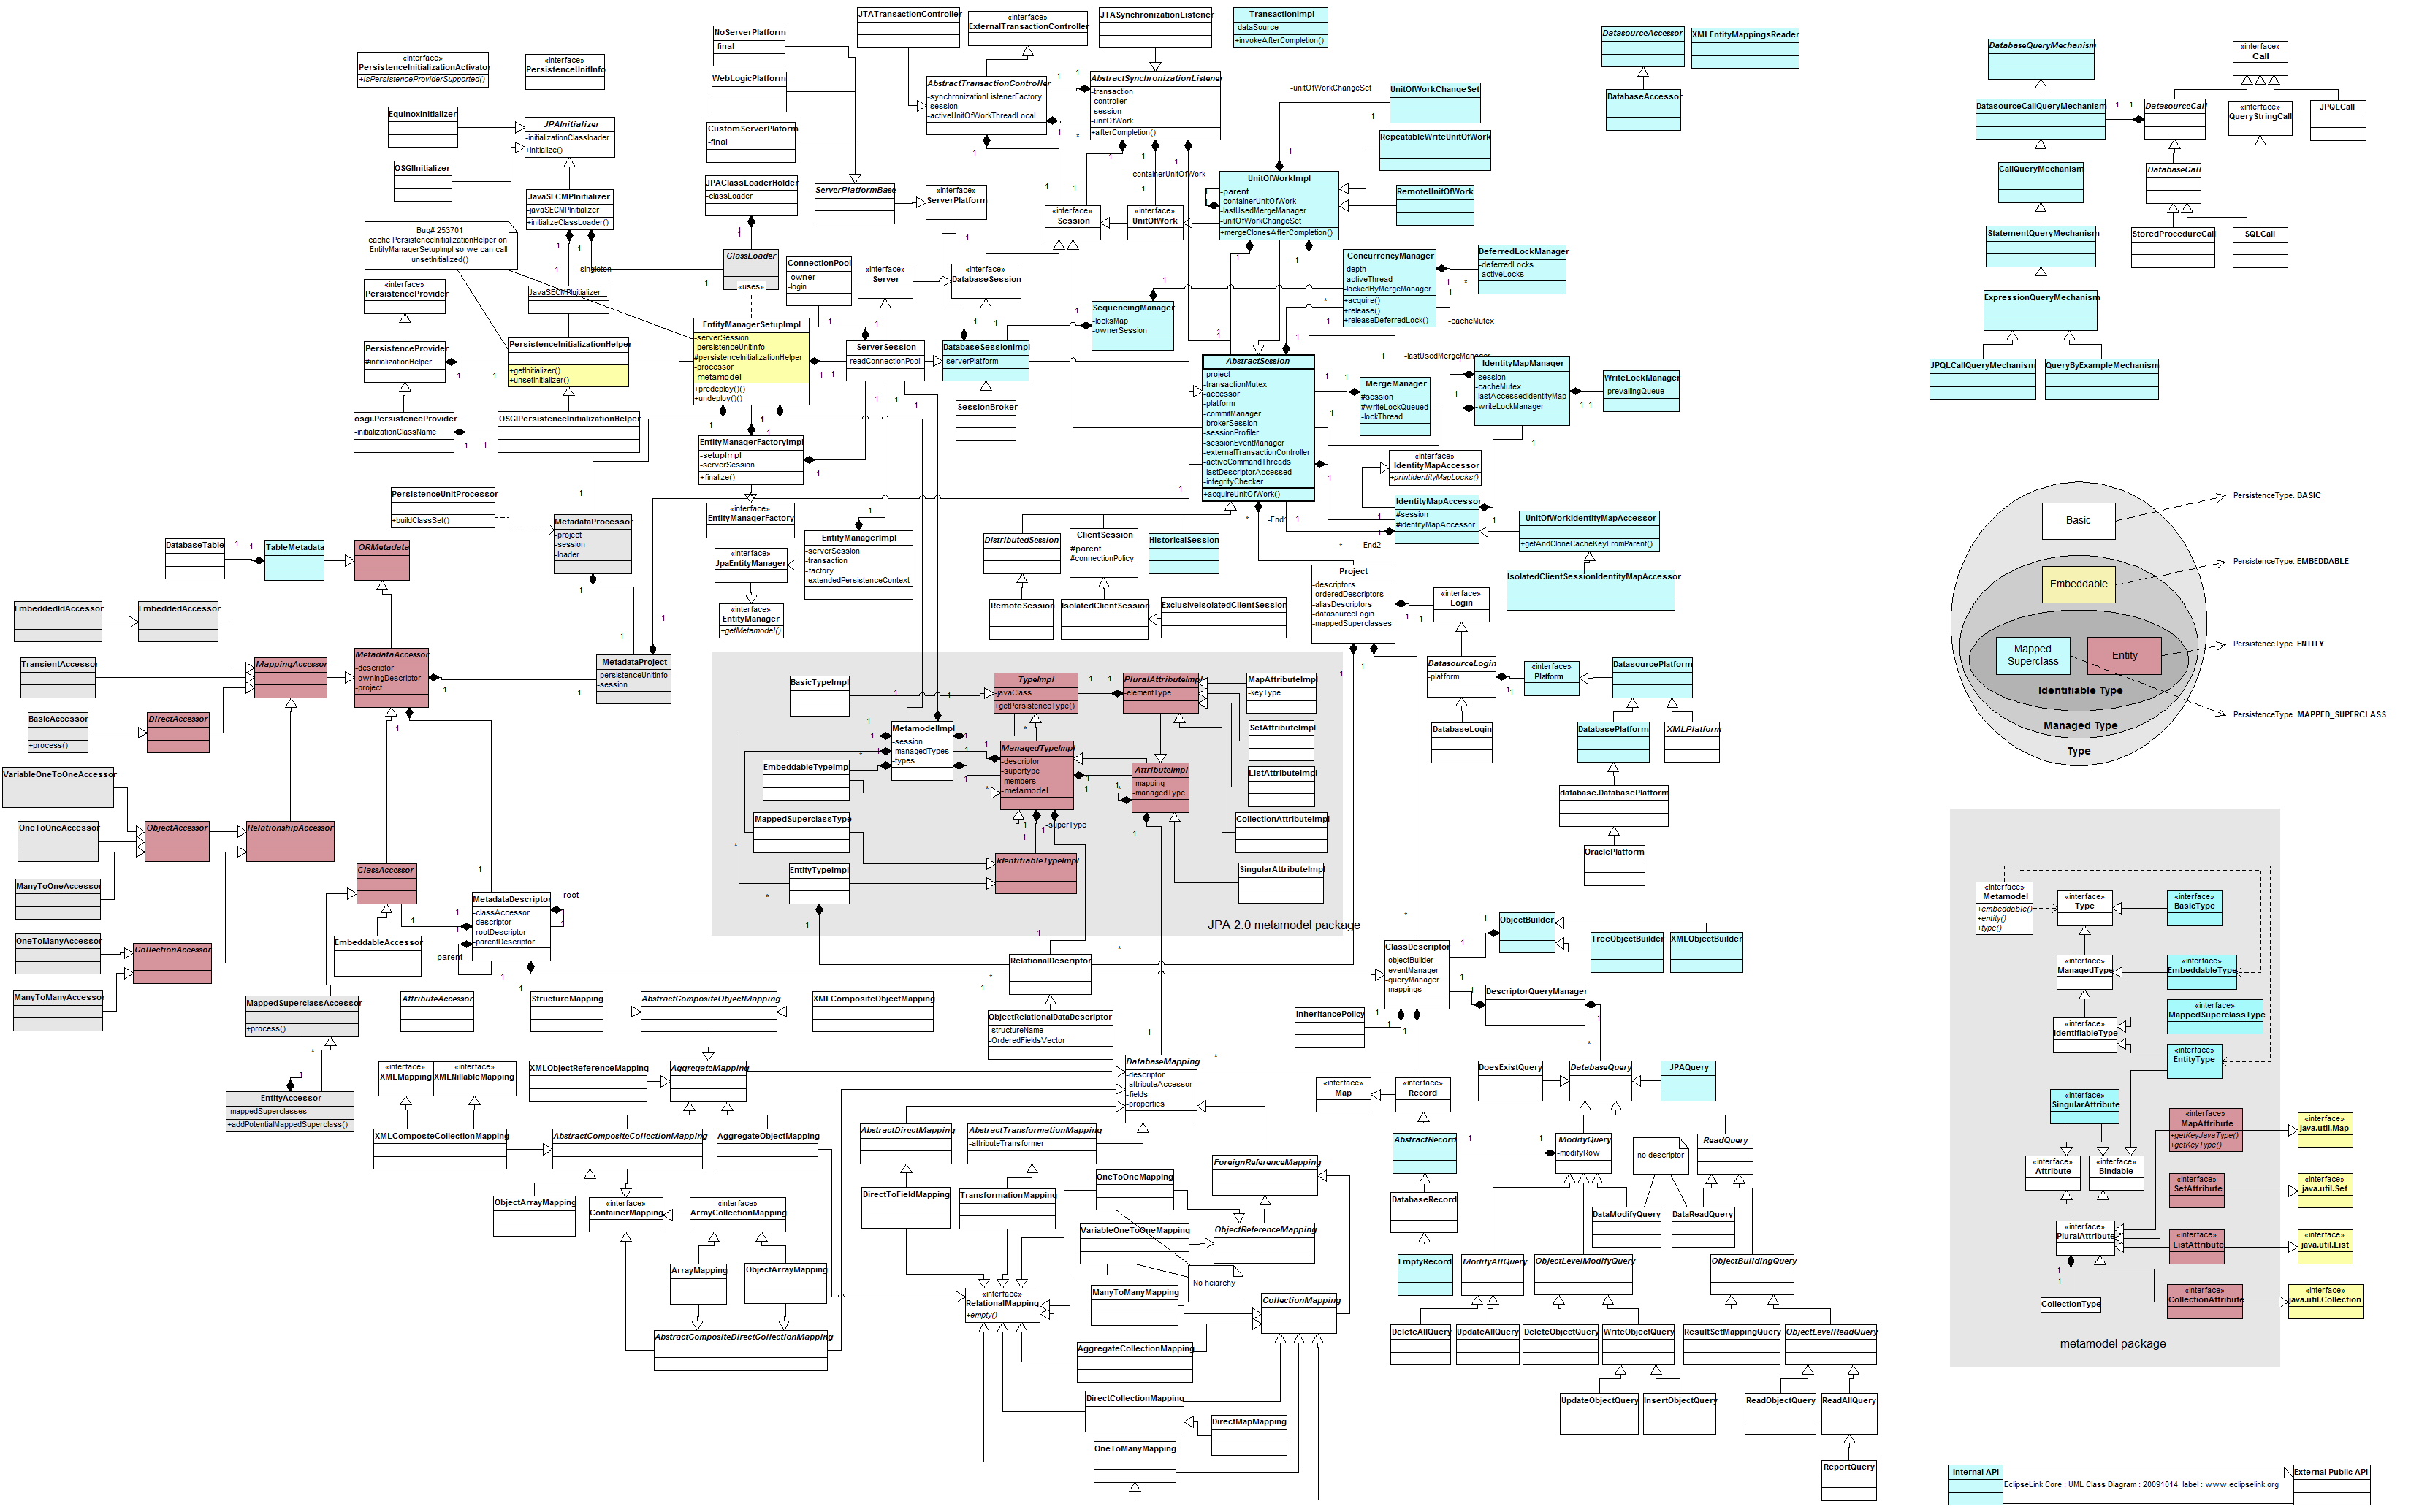 JTATransactionController
«interface»
ExternalTransactionController
JTASynchronizationListener
TransactionImpl
-dataSource
+invokeAfterCompletion()
NoServerPlatform
-final
WebLogicPlatform
CustomServerPlaform
-final
JPAClassLoaderHolder
-classLoader
«interface»
PersistenceInitializationActivator
+isPersistenceProviderSupported()
«interface»
PersistenceUnitInfo
EquinoxInitializer
OSGIInitializer
JPAInitializer
-initializationClassloader
+initialize()
JavaSECMPInitializer
-javaSECMPInitializer
+initializeClassLoader()
-singleton
Bug# 253701
cache PersistenceInitializationHelper on
EntityManagerSetupImpl so we can call
unsetInitialized()
AbstractTransactionController
-synchronizationListenerFactory
-session
-activeUnitOfWorkThreadLocal
AbstractSynchronizationListener
-transaction
-controller
-session
-unitOfWork
+afterCompletion()
-unitOfWorkChangeSet
UnitOfWorkChangeSet
RepeatableWriteUnitOfWork
RemoteUnitOfWork
-containerUnitOfWork
UnitOfWorkImpl
-parent
-containerUnitOfWork
-lastUsedMergeManager
-unitOfWorkChangeSet
+mergeClonesAfterCompletion()
ServerPlatformBase
«interface»
ServerPlatform
«interface»
Session
«interface»
UnitOfWork
DatasourceAccessor
XMLEntityMappingsReader
DatabaseAccessor
DatabaseQueryMechanism
DatasourceCallQueryMechanism
CallQueryMechanism
StatementQueryMechanism
ExpressionQueryMechanism
JPQLCallQueryMechanism
QueryByExampleMechanism
«interface»
Call
DatasourceCall
«interface»
QueryStringCall
JPQLCall
DatabaseCall
StoredProcedureCall
SQLCall
ClassLoader
«uses»
ConnectionPool
-owner
-login
«interface»
Server
«interface»
DatabaseSession
ConcurrencyManager
-depth
-activeThread
-lockedByMergeManager
+acquire()
+release()
+releaseDeferredLock()
DeferredLockManager
-deferredLocks
-activeLocks
SequencingManager
-locksMap
-ownerSession
-cacheMutex
-lastUsedMergeManager
«interface»
PersistenceProvider
JavaSECMPInitializer
PersistenceProvider
#initializationHelper
PersistenceInitializationHelper
+getInitializer()
+unsetInitializer()
EntityManagerSetupImpl
-serverSession
-persistenceUnitInfo
#persistenceInitializationHelper
-processor
-metamodel
+predeploy()()
+undeploy()()
ServerSession
-readConnectionPool
DatabaseSessionImpl
-serverPlatform
SessionBroker
AbstractSession
-project
-transactionMutex
-accessor
-platform
-commitManager
-brokerSession
-sessionProfiler
-sessionEventManager
-externalTransactionController
-activeCommandThreads
-lastDescriptorAccessed
-integrityChecker
+acquireUnitOfWork()
MergeManager
#session
#writeLockQueued
-lockThread
IdentityMapManager
-session
-cacheMutex
-lastAccessedIdentityMap
-writeLockManager
WriteLockManager
-prevailingQueue
osgi.PersistenceProvider
-initializationClassName
OSGIPersistenceInitializationHelper
EntityManagerFactoryImpl
-setupImpl
-serverSession
+finalize()
«interface»
EntityManagerFactory
«interface»
IdentityMapAccessor
+printIdentityMapLocks()
IdentityMapAccessor
#session
#identityMapAccessor
UnitOfWorkIdentityMapAccessor
+getAndCloneCacheKeyFromParent()
IsolatedClientSessionIdentityMapAccessor
-End1
-End2
PersistenceUnitProcessor
+buildClassSet()
MetadataProcessor
-project
-session
-loader
EntityManagerImpl
-serverSession
-transaction
-factory
-extendedPersistenceContext
«interface»
JpaEntityManager
«interface»
EntityManager
+getMetamodel()
DistributedSession
ClientSession
#parent
#connectionPolicy
HistoricalSession
RemoteSession
IsolatedClientSession
ExclusiveIsolatedClientSession
Project
-descriptors
-orderedDescriptors
-aliasDescriptors
-datasourceLogin
-mappedSuperclasses
«interface»
Login
DatasourceLogin
-platform
DatabaseLogin
«interface»
Platform
DatasourcePlatform
DatabasePlatform
XMLPlatform
database.DatabasePlatform
OraclePlatform
Basic
Embeddable
Mapped
Superclass
Entity
Identifiable Type
Managed Type
Type
PersistenceType. BASIC
PersistenceType. EMBEDDABLE
PersistenceType. ENTITY
PersistenceType. MAPPED_SUPERCLASS
DatabaseTable
TableMetadata
ORMetadata
EmbeddedIdAccessor
EmbeddedAccessor
TransientAccessor
MappingAccessor
MetadataAccessor
-descriptor
-owningDescriptor
-project
MetadataProject
-persistenceUnitInfo
-session
BasicAccessor
+process()
DirectAccessor
VariableOneToOneAccessor
OneToOneAccessor
ObjectAccessor
RelationshipAccessor
ManyToOneAccessor
OneToManyAccessor
CollectionAccessor
ManyToManyAccessor
ClassAccessor
EmbeddableAccessor
MetadataDescriptor
-classAccessor
-descriptor
-rootDescriptor
-parentDescriptor
-root
-parent
MappedSuperclassAccessor
+process()
EntityAccessor
-mappedSuperclasses
+addPotentialMappedSuperclass()
AttributeAccessor
BasicTypeImpl
TypeImpl
-javaClass
+getPersistenceType()
PluralAttributeImpl
-elementType
MapAttributeImpl
-keyType
SetAttributeImpl
ListAttributeImpl
CollectionAttributeImpl
SingularAttributeImpl
MetamodelImpl
-session
-managedTypes
-types
ManagedTypeImpl
-descriptor
-supertype
-members
-metamodel
AttributeImpl
-mapping
-managedType
EmbeddableTypeImpl
MappedSuperclassType
EntityTypeImpl
IdentifiableTypeImpl
-superType
JPA 2.0 metamodel package
StructureMapping
AbstractCompositeObjectMapping
XMLCompositeObjectMapping
RelationalDescriptor
ObjectRelationalDataDescriptor
-structureName
-OrderedFieldsVector
ClassDescriptor
-objectBuilder
-eventManager
-queryManager
-mappings
ObjectBuilder
TreeObjectBuilder
XMLObjectBuilder
DescriptorQueryManager
InheritancePolicy
«interface»
XMLMapping
«interface»
XMLNillableMapping
XMLObjectReferenceMapping
AggregateMapping
DatabaseMapping
-descriptor
-attributeAccessor
-fields
-properties
XMLComposteCollectionMapping
AbstractCompositeCollectionMapping
AggregateObjectMapping
ObjectArrayMapping
«interface»
ContainerMapping
«interface»
ArrayCollectionMapping
ArrayMapping
ObjectArrayMapping
AbstractCompositeDirectCollectionMapping
AbstractDirectMapping
AbstractTransformationMapping
-attributeTransformer
DirectToFieldMapping
TransformationMapping
OneToOneMapping
ForeignReferenceMapping
VariableOneToOneMapping
ObjectReferenceMapping
No heiarchy
«interface»
RelationalMapping
+empty()
ManyToManyMapping
CollectionMapping
AggregateCollectionMapping
DirectCollectionMapping
DirectMapMapping
OneToManyMapping
«interface»
Map
«interface»
Record
AbstractRecord
DatabaseRecord
EmptyRecord
DoesExistQuery
DatabaseQuery
JPAQuery
ModifyQuery
-modifyRow
no descriptor
ReadQuery
DataModifyQuery
DataReadQuery
ModifyAllQuery
ObjectLevelModifyQuery
ObjectBuildingQuery
DeleteAllQuery
UpdateAllQuery
DeleteObjectQuery
WriteObjectQuery
ResultSetMappingQuery
ObjectLevelReadQuery
UpdateObjectQuery
InsertObjectQuery
ReadObjectQuery
ReadAllQuery
ReportQuery
«interface»
Metamodel
+embeddable()
+entity()
+type()
«interface»
Type
«interface»
BasicType
«interface»
ManagedType
«interface»
EmbeddableType
«interface»
MappedSuperclassType
«interface»
IdentifiableType
«interface»
EntityType
«interface»
SingularAttribute
«interface»
MapAttribute
+getKeyJavaType()
+getKeyType()
«interface»
java.util.Map
«interface»
Attribute
«interface»
Bindable
«interface»
SetAttribute
«interface»
java.util.Set
«interface»
PluralAttribute
«interface»
ListAttribute
«interface»
java.util.List
CollectionType
«interface»
CollectionAttribute
«interface»
java.util.Collection
metamodel package
Internal API
EclipseLink Core : UML Class Diagram : 20091014 label : www.eclipselink.org
External Public API